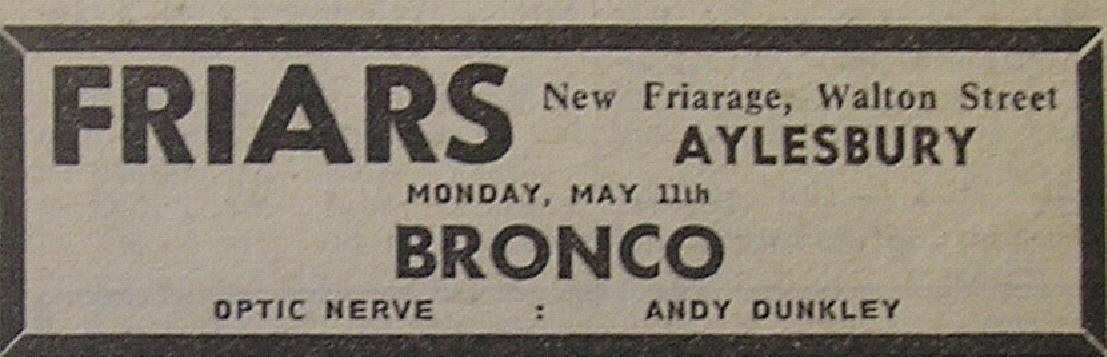 FRIARS New Friarage, Walton Street
AYLESBURY
MONDAY, MAY 11th
BRONCO
OPTIC NERVE : ANDY DUNKLEY